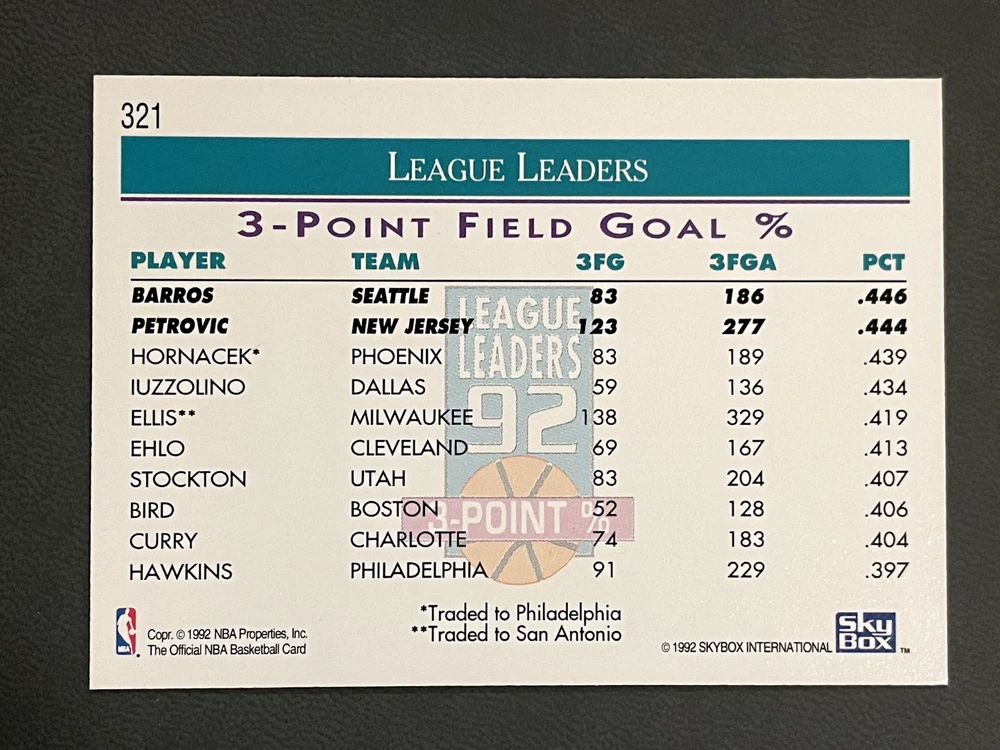 321
LEAGUE LEADERS
3-POINT FIELD GOAL %
PLAYER TEAM 3FG 3FGA PCT
BARROS SEATTLE 83 186 .446
PETROVIC NEW JERSEY 123 277 .444
HORNACEK* PHOENIX 83 189 .439
IUZZOLINO DALLAS 59 136 .434
ELLIS** MILWAUKEE 138 329 .419
EHLO CLEVELAND 69 167 .413
STOCKTON UTAH 83 204 .407
BIRD BOSTON 52 128 .406
CURRY CHARLOTTE 74 183 .404
HAWKINS PHILADELPHIA 91 229 .397
LEAGUE
LEADERS
92
3-POINT %
*Traded to Philadelphia
**Traded to San Antonio
NBA
Copr. © 1992 NBA Properties, Inc.
The Official NBA Basketball Card
© 1992 SKYBOX INTERNATIONAL
Sky
Box TM